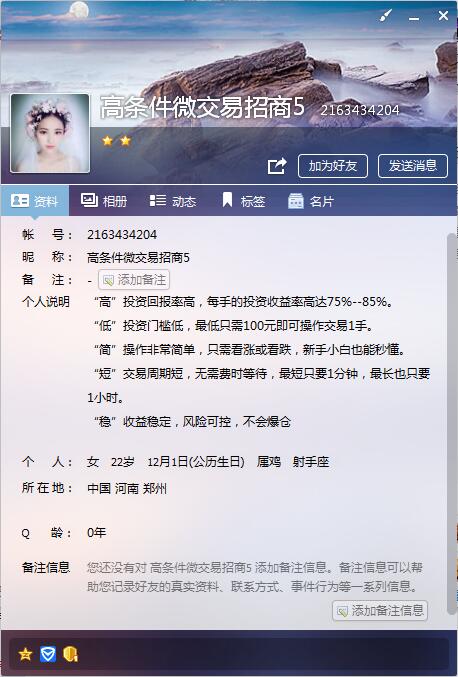 高条件微交易招商5 2163434204
加为好友 发送消息
资料 相册 动态 标签 名片
帐 号： 2163434204
昵 称： 高条件微交易招商5
备 注： - 添加备注
个人说明 “高”投资回报率高，每手的投资收益率高达75%--85%。
“低”投资门槛低，最低只需100元即可操作交易1手。
“简”操作非常简单，只需看涨或看跌，新手小白也能秒懂。
“短”交易周期短，无需费时等待，最短只要1分钟，最长也只要
1小时。
“稳”收益稳定，风险可控，不会爆仓
个 人： 女 22岁 12月1日(公历生日) 属鸡 射手座
所在地： 中国 河南 郑州
Q 龄： 0年
备注信息 您还没有对 高条件微交易招商5 添加备注信息。备注信息可以帮
助您记录好友的真实资料、联系方式、事件行为等一系列信息。
添加备注信息